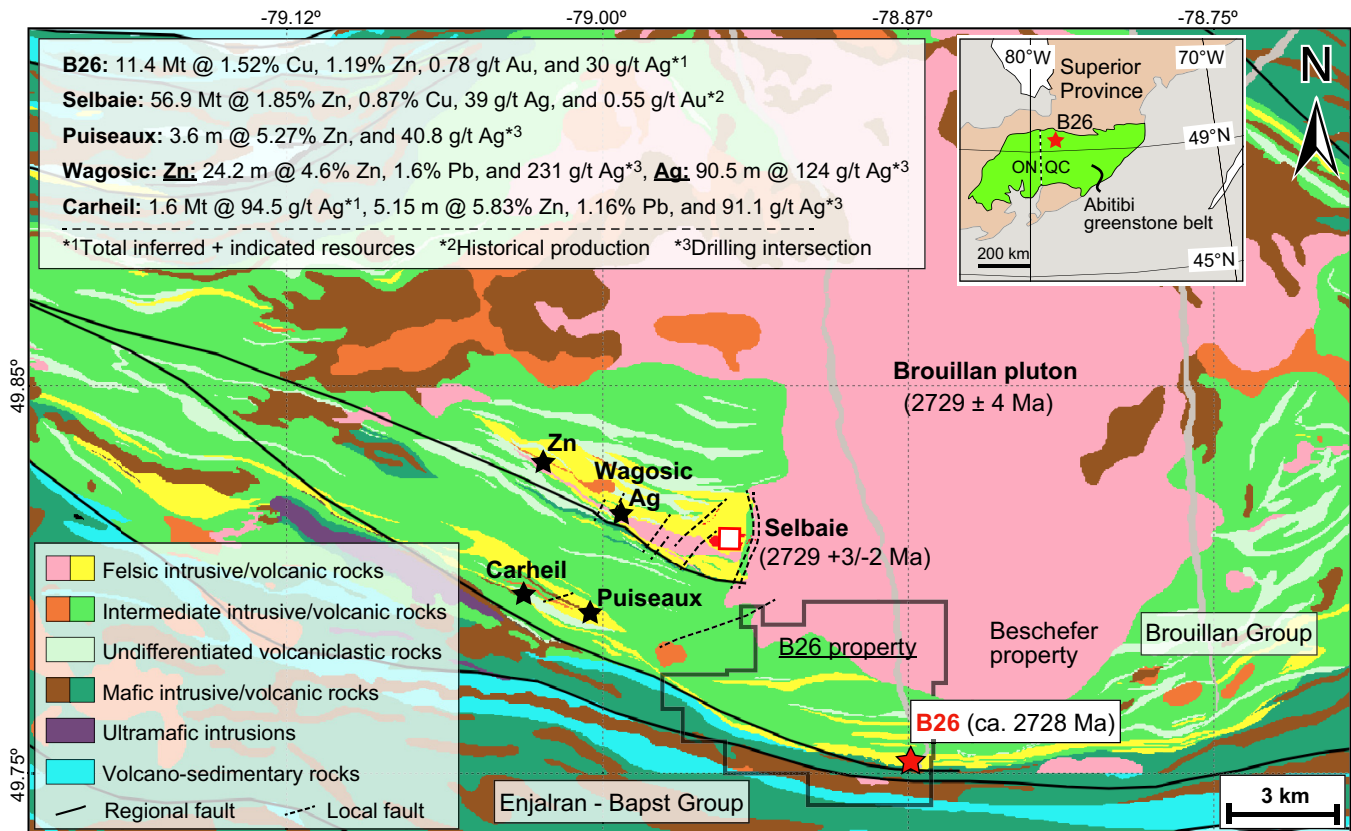 -79.12°
-79.00°
-78.87°
-78.75°
B26: 11.4 Mt @ 1.52% Cu, 1.19% Zn, 0.78 g/t Au, and 30 g/t Ag*1
Selbaie: 56.9 Mt @ 1.85% Zn, 0.87% Cu, 39 g/t Ag, and 0.55 g/t Au*2
Puiseaux: 3.6 m @ 5.27% Zn, and 40.8 g/t Ag*3
Wagosic: Zn: 24.2 m @ 4.6% Zn, 1.6% Pb, and 231 g/t Ag*3, Ag: 90.5 m @ 124 g/t Ag*3
Carheil: 1.6 Mt @ 94.5 g/t Ag*1, 5.15 m @ 5.83% Zn, 1.16% Pb, and 91.1 g/t Ag*3
*1Total inferred + indicated resources *2Historical production *3Drilling intersection
80°W
70°W
Superior
Province
B26
49°N
ON
QC
Abitibi
greenstone belt
200 km
45°N
N
49.85°
Brouillan pluton
(2729 ± 4 Ma)
Zn
Wagosic
Ag
Selbaie
(2729 +3/-2 Ma)
Carheil
Puiseaux
B26 property
Beschefer
property
Brouillan Group
B26 (ca. 2728 Ma)
49.75°
Enjalran - Bapst Group
3 km
Felsic intrusive/volcanic rocks
Intermediate intrusive/volcanic rocks
Undifferentiated volcaniclastic rocks
Mafic intrusive/volcanic rocks
Ultramafic intrusions
Volcano-sedimentary rocks
Regional fault
Local fault